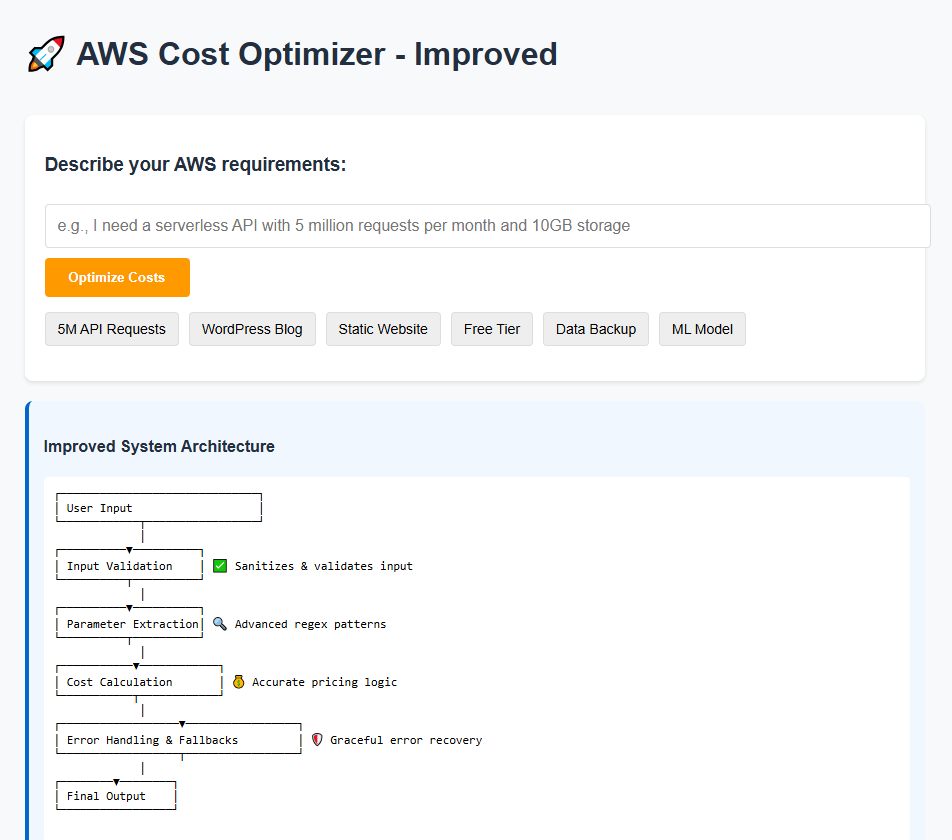 🚀 AWS Cost Optimizer - Improved
Describe your AWS requirements:
e.g., I need a serverless API with 5 million requests per month and 10GB storage
Optimize Costs
5M API Requests WordPress Blog Static Website Free Tier Data Backup ML Model
Improved System Architecture
User Input
Input Validation ✅ Sanitizes & validates input
Parameter Extraction 🔍 Advanced regex patterns
Cost Calculation 💰 Accurate pricing logic
Error Handling & Fallbacks 🛡️ Graceful error recovery
Final Output